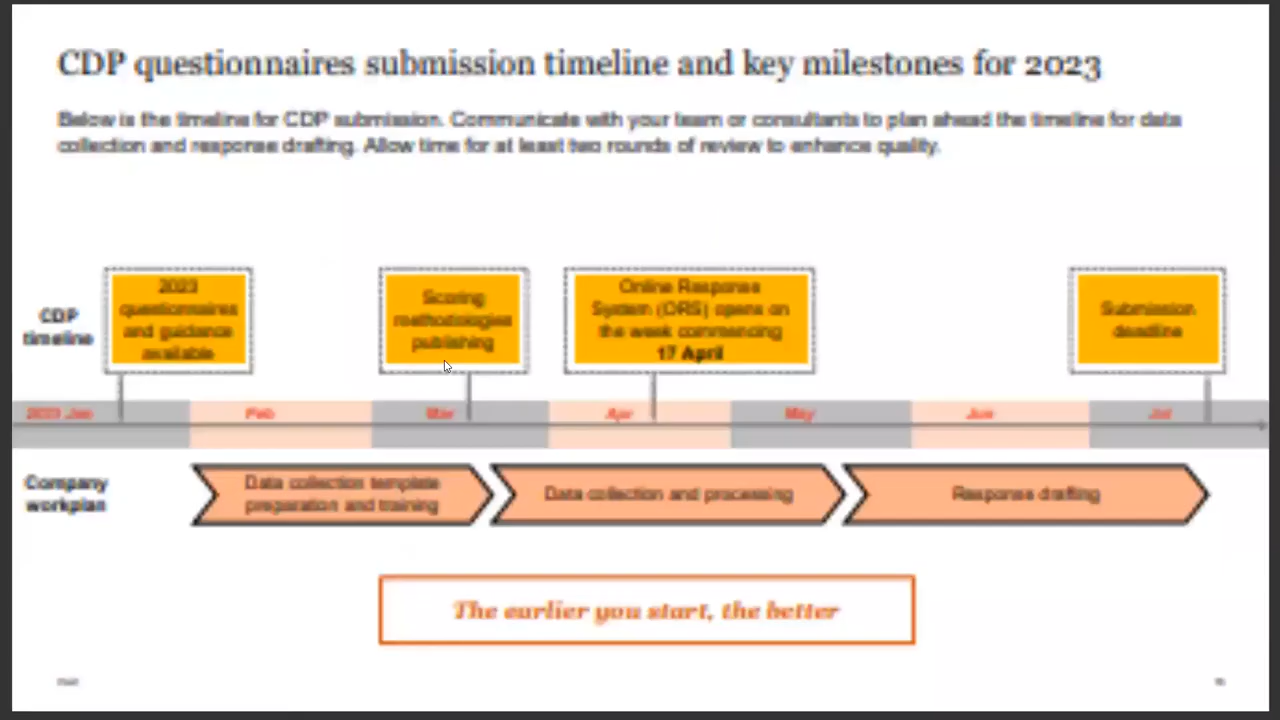 CDP questionnaires submission timeline and key milestones for 2023
Below is the timeline for CDP submission. Communicate with your team or consultants to plan ahead the timeline for data
collection and response drafting. Allow time for at least two rounds of review to enhance quality.
CDP
timeline
2023
questionnaires
and guidance
available
Scoring
methodologies
publishing
Online Response
System (ORS) opens on
the week commencing
17 April
Submission
deadline
2023 Jan
Feb
Mar
Apr
May
Jun
Jul
Company
workplan
Data collection template
preparation and training
Data collection and processing
Response drafting
The earlier you start, the better